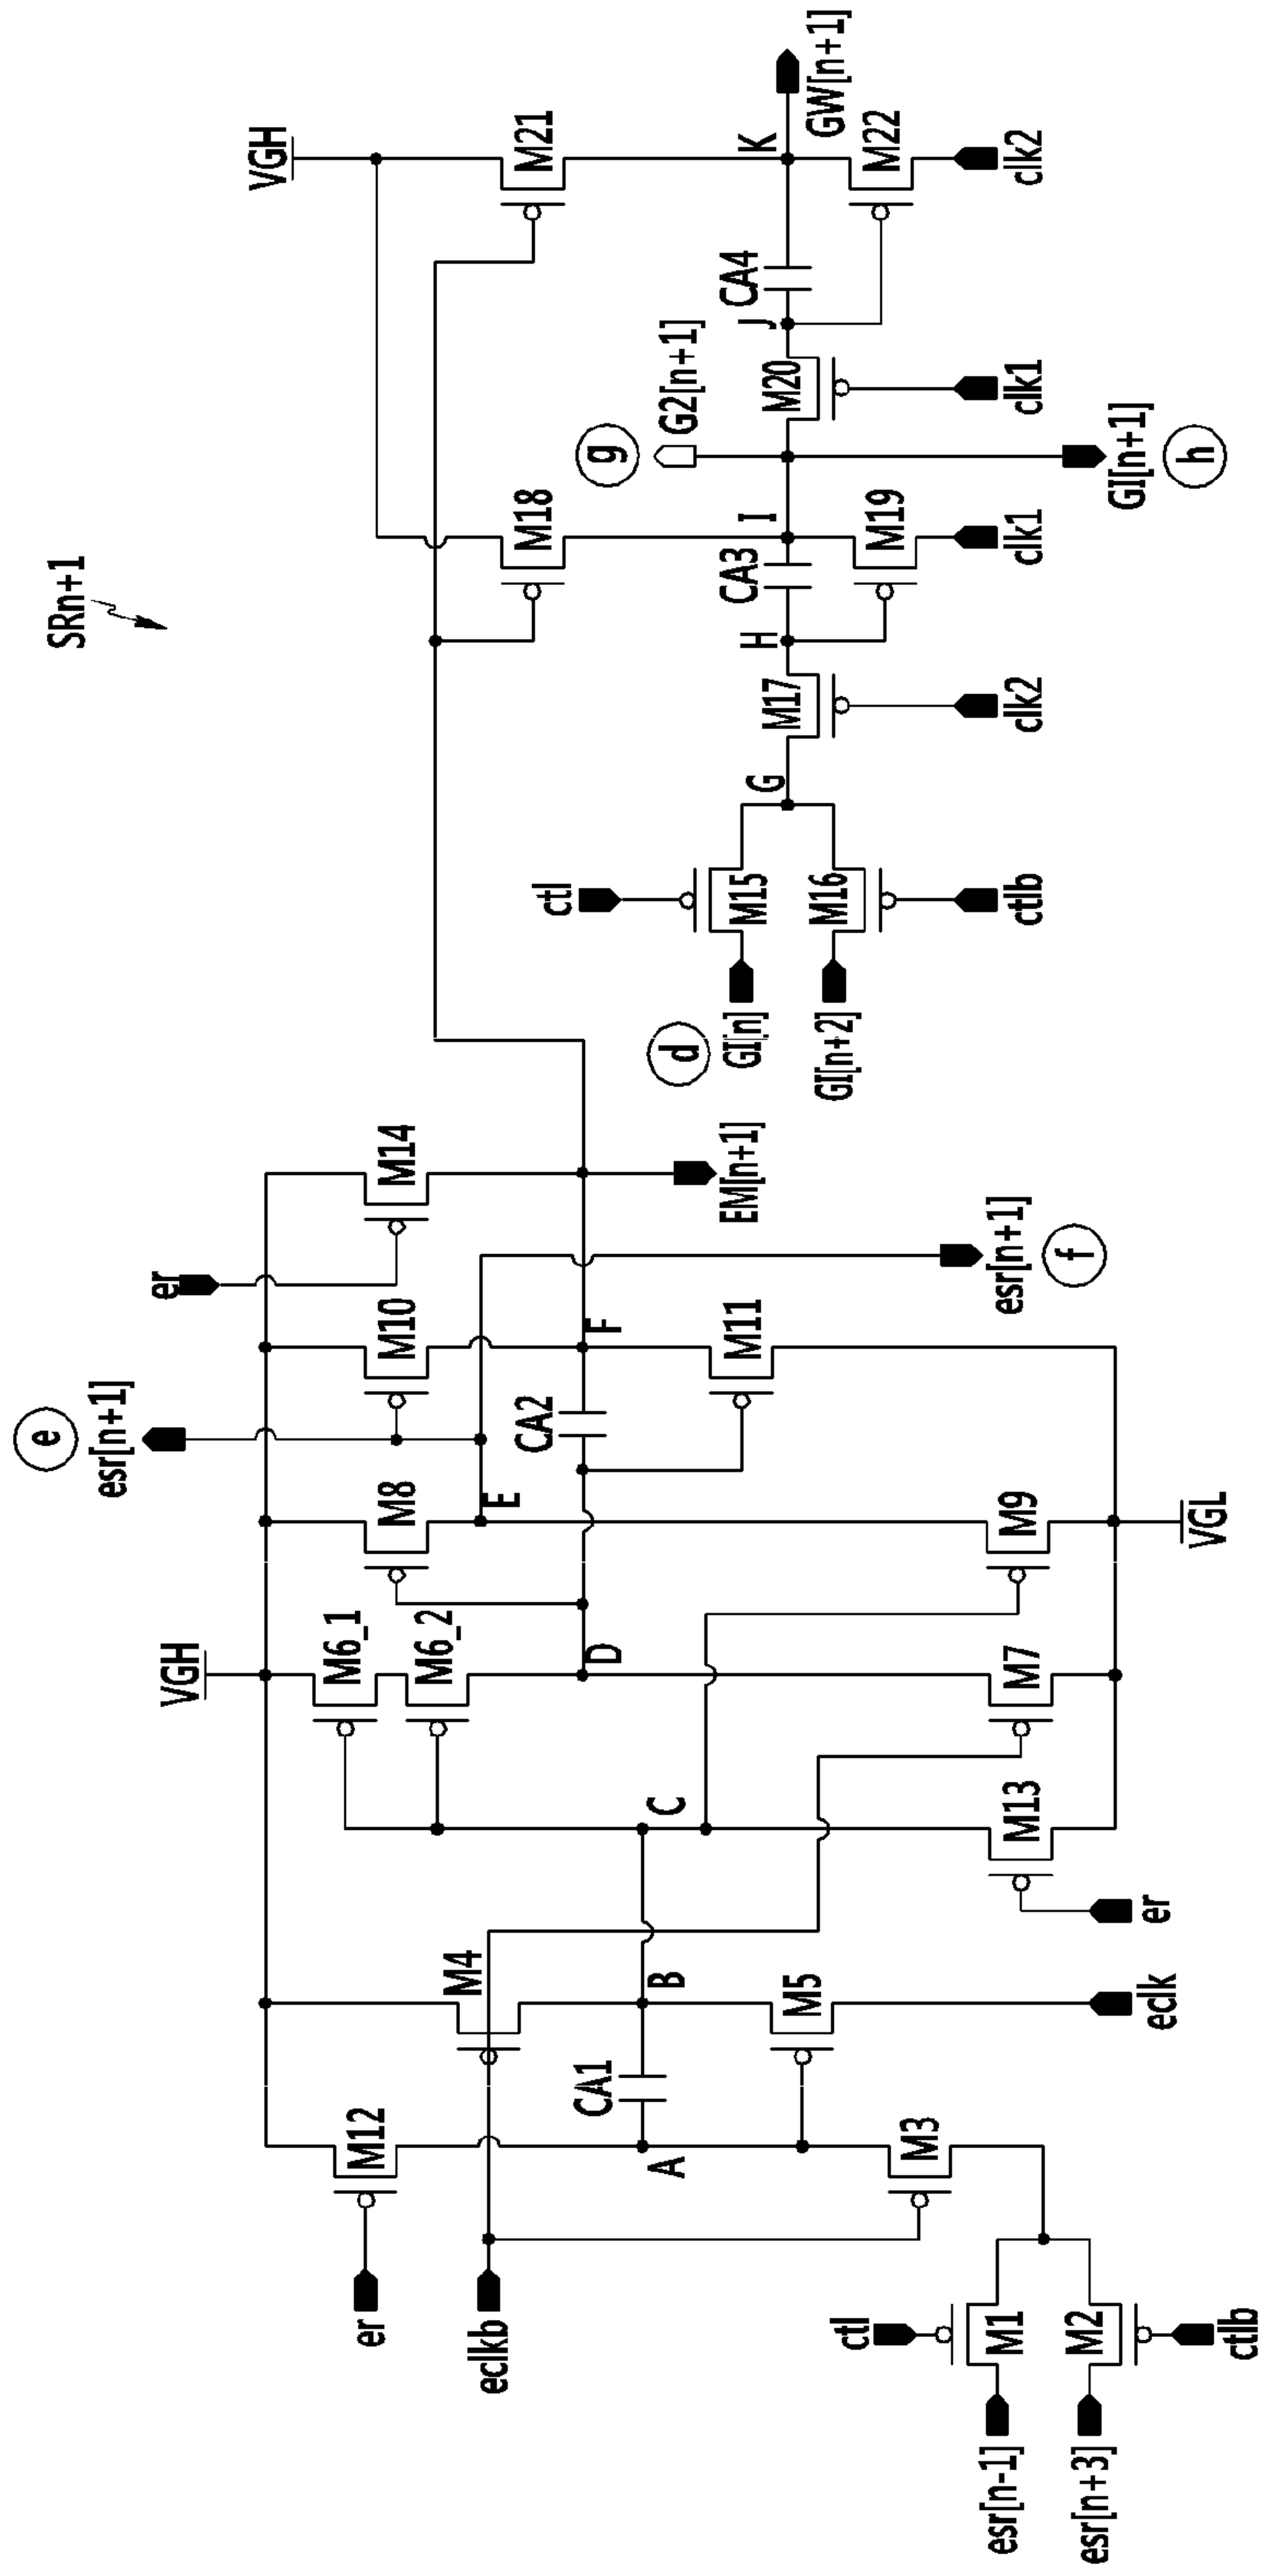 SRn+1
VGH
VGH
er
e
esr[n+1]
er
M12
eclkb
M4
M6_1
M6_2
M8
M10
M14
M18
M21
CA1
A
B
C
D
CA2
E
F
M5
M3
ctl
M1
M2
ctlb
esr[n-1]
esr[n+3]
eclk
M13
er
M7
M9
M11
VGL
EM[n+1]
esr[n+1]
f
ctl
d
GI[n]
GI[n+2]
M15
M16
ctlb
G
M17
clk2
H
CA3
I
M19
clk1
g
G2[n+1]
GI[n+1]
h
M20
clk1
J
CA4
K
GW[n+1]
M22
clk2